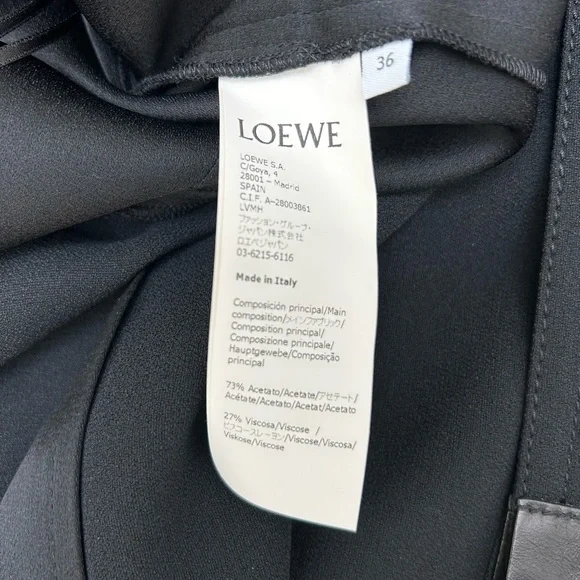 36
LOEWE
LOEWE S.A.
C/Goya, 4
28001 – Madrid
SPAIN
C.I.F. A-28003861
LVMH
ファッション・グループ・
ジャパン株式会社
ロエベジャパン
03-6215-6116
Made in Italy
Composición principal/Main
composition/メインファブリック/
Composition principal/
Composizione principale/
Hauptgewebe/Composição
principal
73% Acetato/Acetate/アセテート/
Acétate/Acetato/Acetat/Acetato
27% Viscosa/Viscose /
ビスコースレーヨン/Viscose/Viscosa/
Viskose/Viscose